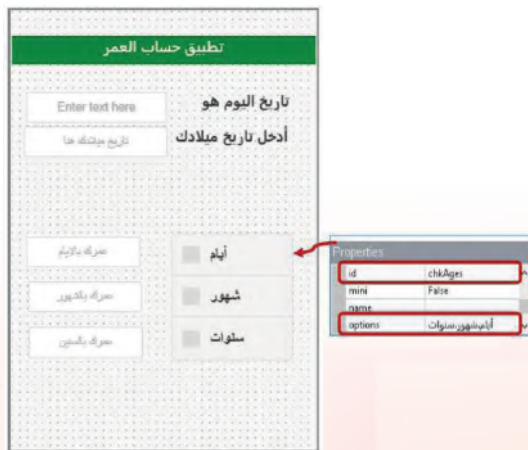 تطبيق حساب العمر
تاريخ اليوم هو
Enter text here
أدخل تاريخ ميلادك
تاريخ ميلادك هنا
أيام
عمرك بالأيام
شهور
عمرك بالشهور
سنوات
عمرك بالسنين
Properties
id chkAges
mini False
name
options أيام,شهور,سنوات